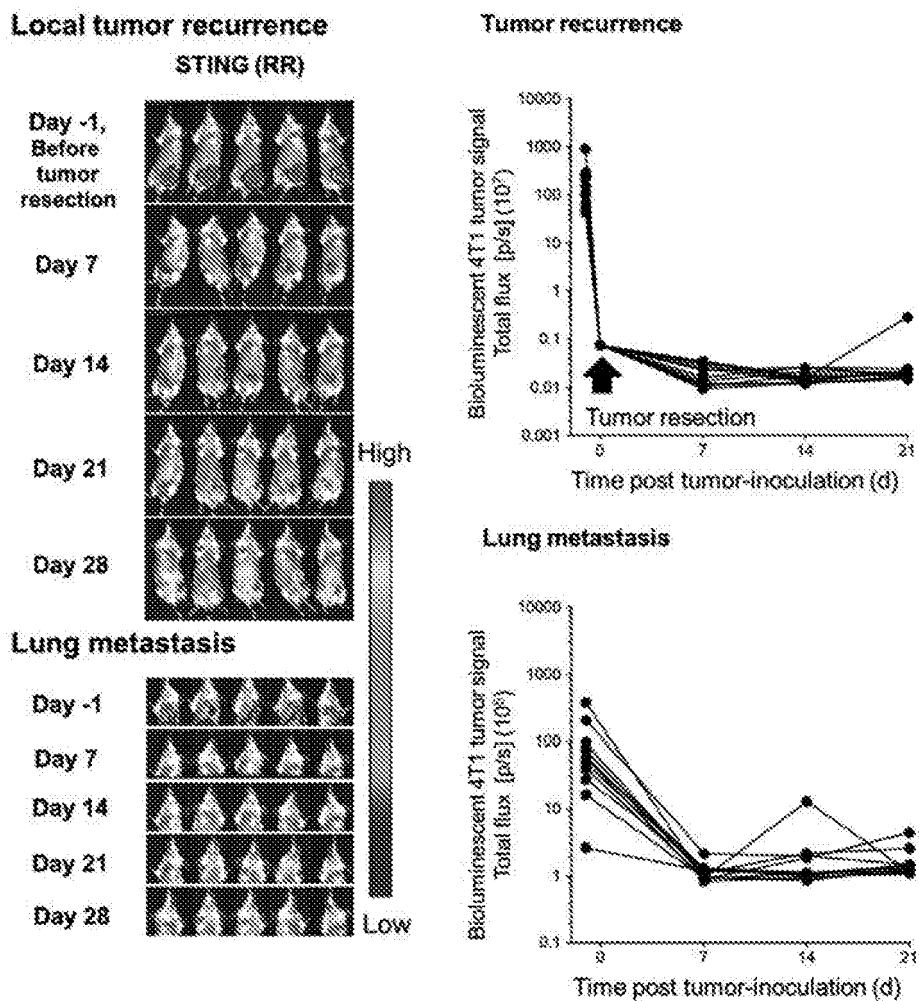 Local tumor recurrence
STING (RR)
Day -1,
Before
tumor
resection
Day 7
Day 14
Day 21
Day 28
High
Low
Lung metastasis
Day -1
Day 7
Day 14
Day 21
Day 28
Tumor recurrence
Bioluminescent 4T1 tumor signal
Total flux [p/s] (10⁷)
10000
1000
100
10
1
0.1
0.01
0.001
Tumor resection
0 7 14 21
Time post tumor-inoculation (d)
Lung metastasis
Bioluminescent 4T1 tumor signal
Total flux [p/s] (10⁶)
10000
1000
100
10
1
0.1
0 7 14 21
Time post tumor-inoculation (d)